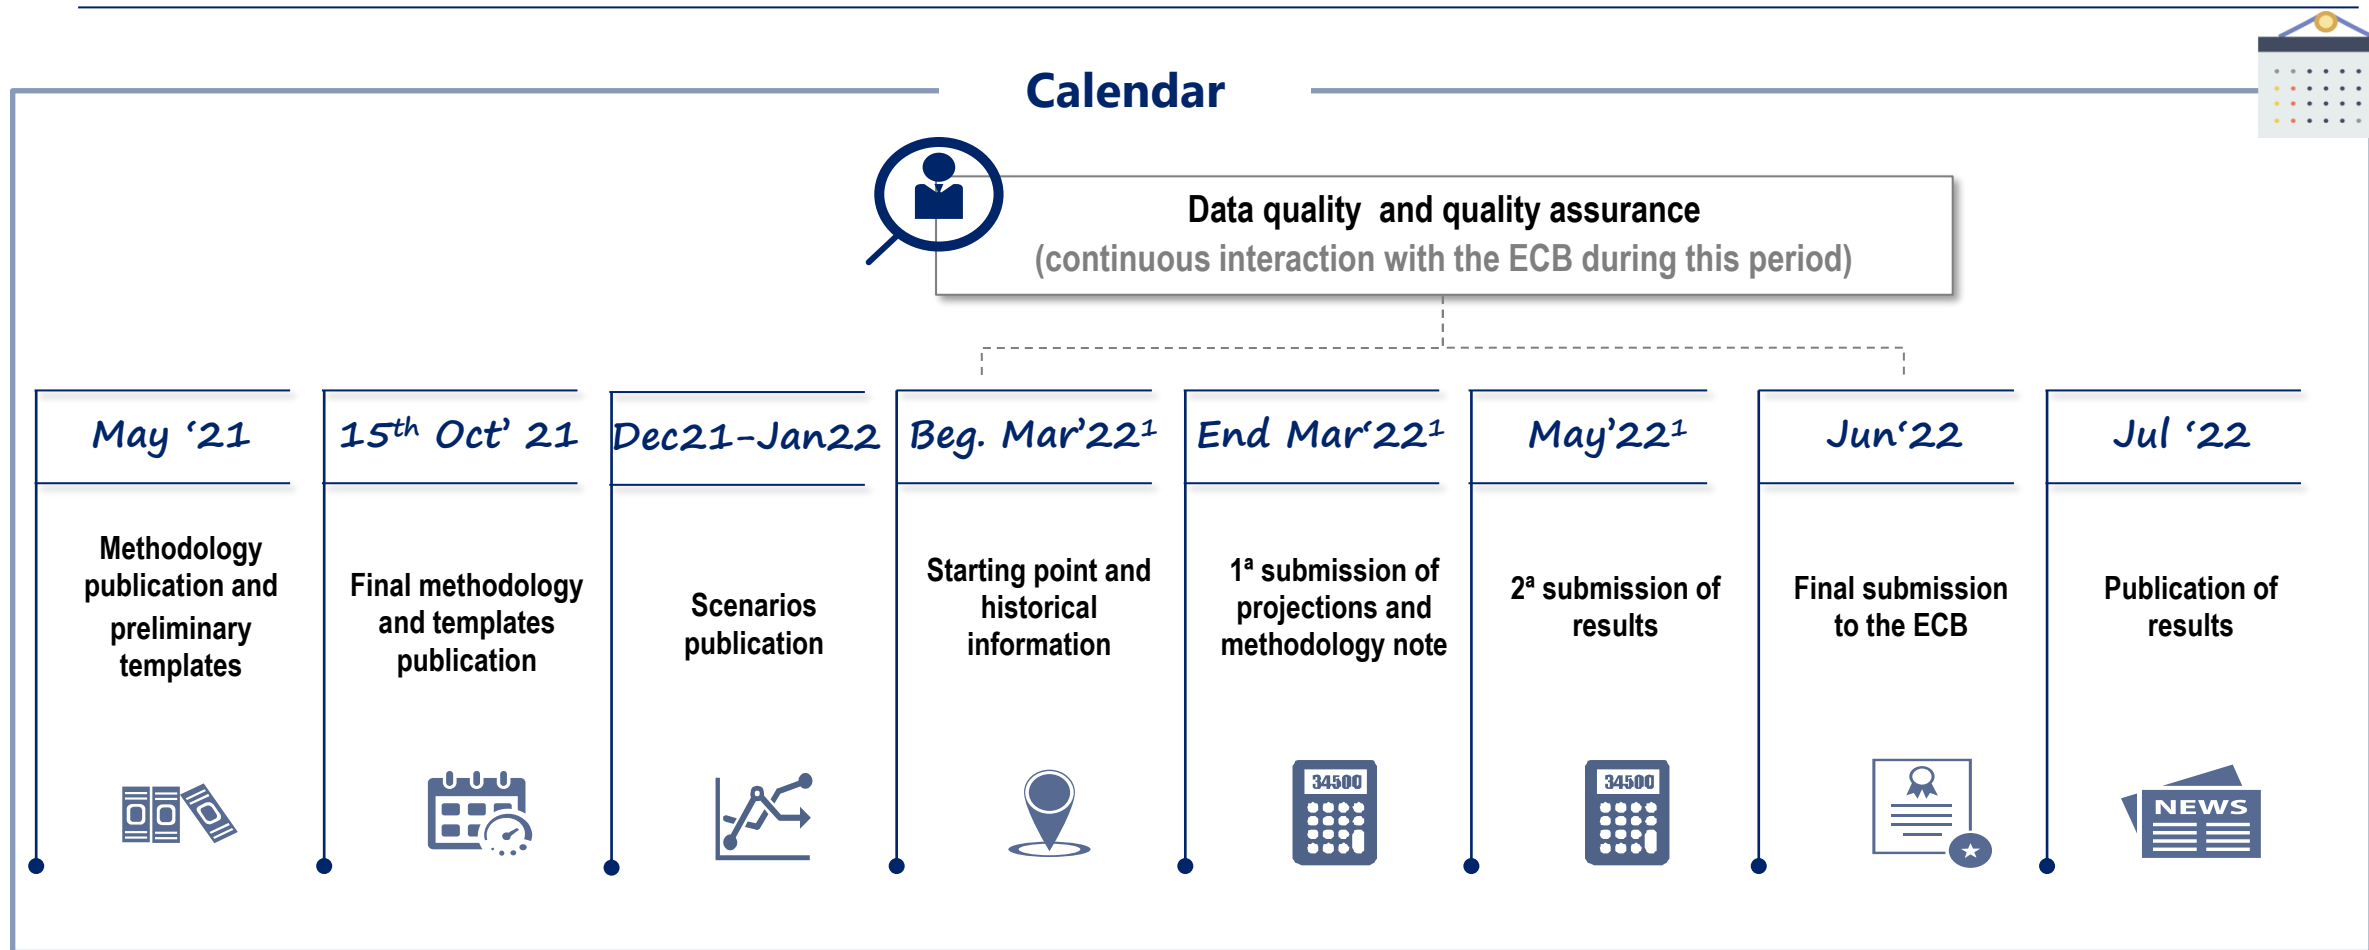 Calendar
Data quality and quality assurance
(continuous interaction with the ECB during this period)
May ‘21
Methodology
publication and
preliminary
templates
15th Oct’ 21
Final methodology
and templates
publication
Dec21-Jan22
Scenarios
publication
Beg. Mar’22¹
Starting point and
historical
information
End Mar‘22¹
1ª submission of
projections and
methodology note
34500
May’22¹
2ª submission of
results
34500
Jun‘22
Final submission
to the ECB
Jul ‘22
Publication of
results
NEWS